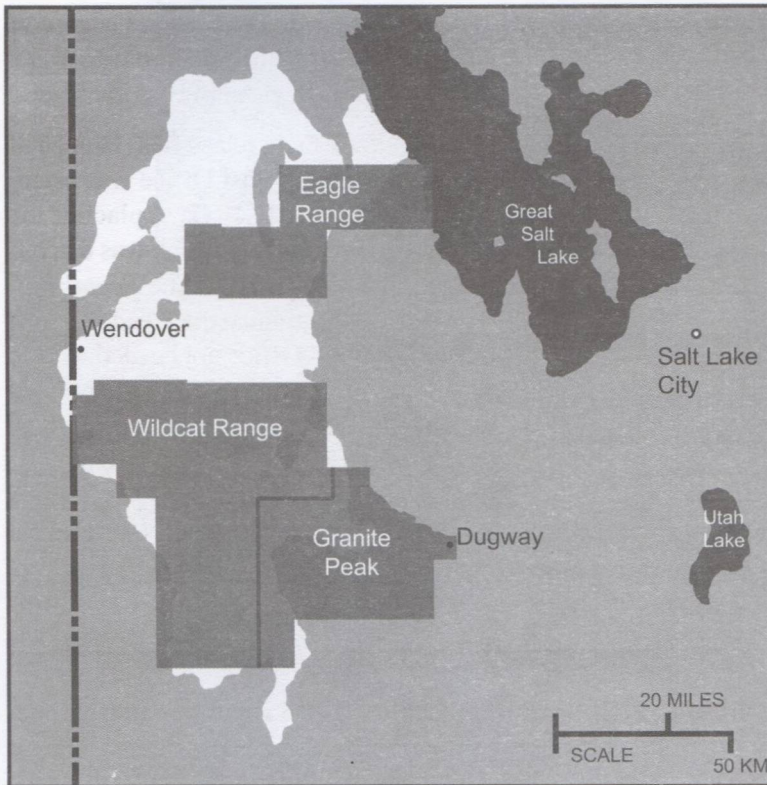 Eagle
Range
Great
Salt
Lake
Wendover
Salt Lake
City
Wildcat Range
Utah
Lake
Granite
Peak
Dugway
20 MILES
SCALE
50 KM